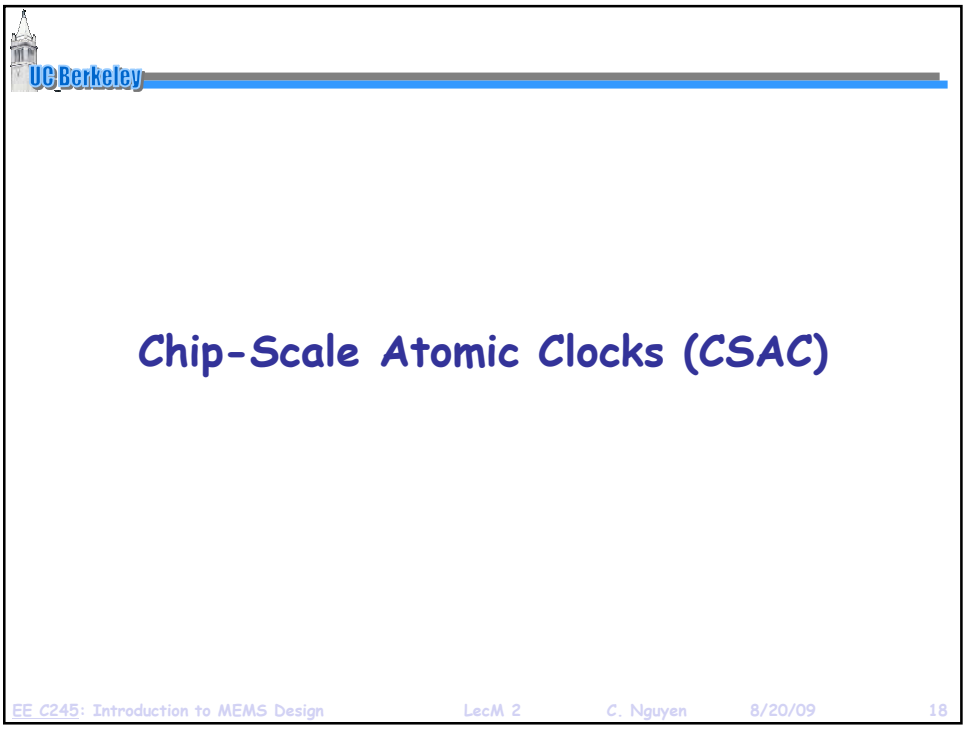 UC Berkeley
Chip-Scale Atomic Clocks (CSAC)
EE C245: Introduction to MEMS Design LecM 2 C. Nguyen 8/20/09 18